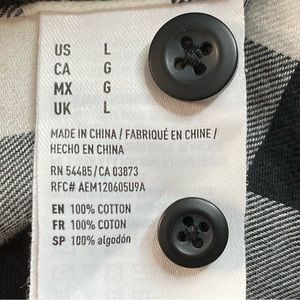 US L
CA G
MX G
UK L
MADE IN CHINA / FABRIQUÉ EN CHINE /
HECHO EN CHINA
RN 54485/CA 03873
RFC# AEM120605U9A
EN 100% COTTON
FR 100% COTON
SP 100% algodón